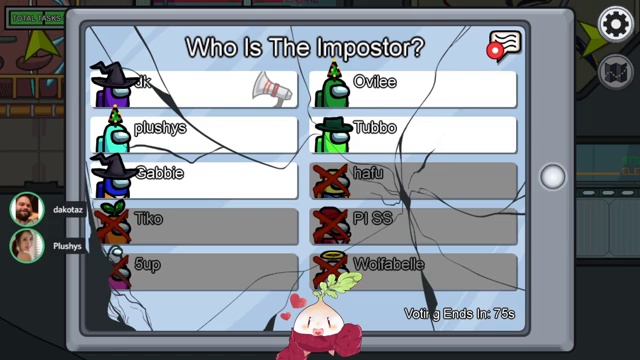 TOTAL TASKS
Who Is The Impostor?
dk
Ovilee
plushys
Tubbo
Gabbie
hafu
Tiko
PI SS
5up
Wolfabelle
dakotaz
Plushys
Voting Ends In: 75s